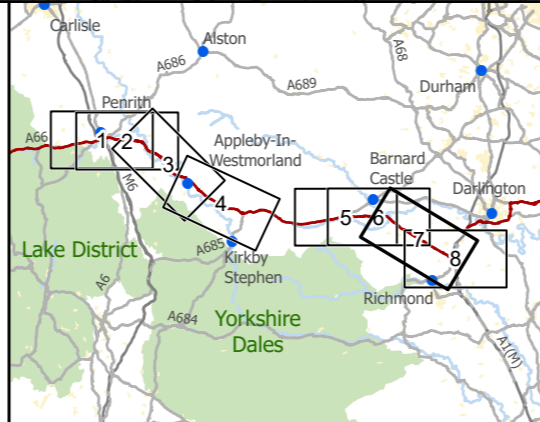 Carlisle
Alston
A68
A686
A689
Durham
Penrith
A66
1
2
3
Appleby-In-
Westmorland
Barnard
Castle
Darlington
M6
4
5
6
7
8
Lake District
A685
Kirkby
Stephen
A6
Richmond
A684
Yorkshire
Dales
A1(M)